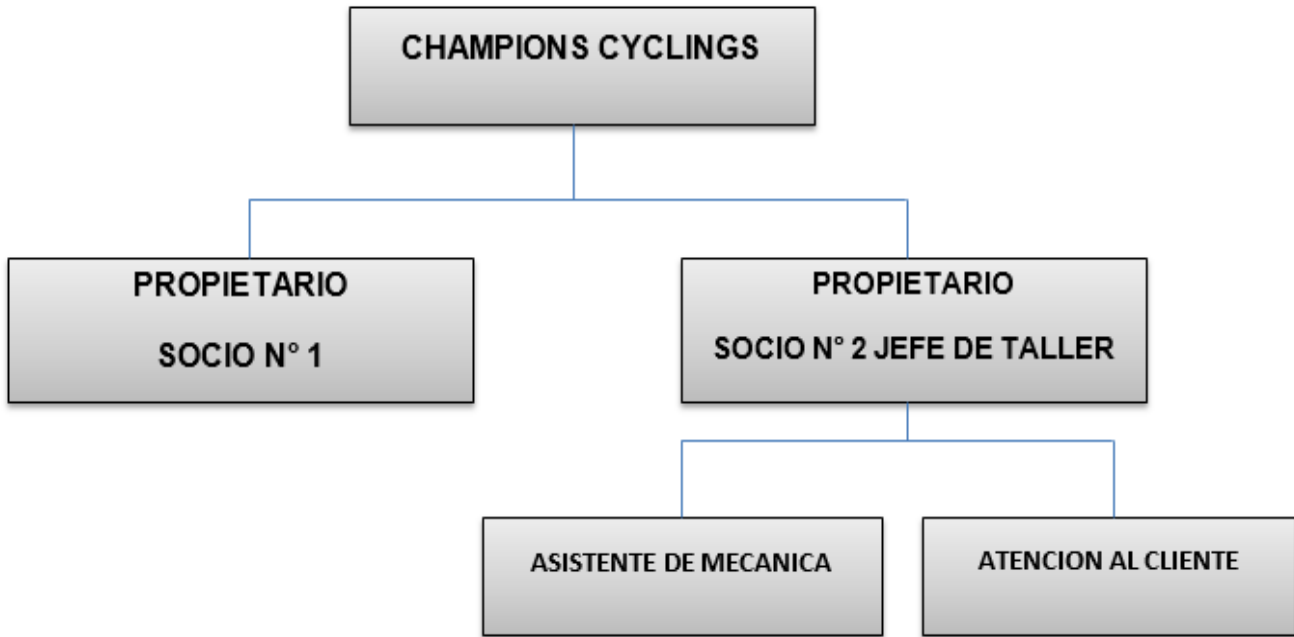 CHAMPIONS CYCLINGS
PROPIETARIO
SOCIO N° 1
PROPIETARIO
SOCIO N° 2 JEFE DE TALLER
ASISTENTE DE MECANICA
ATENCION AL CLIENTE